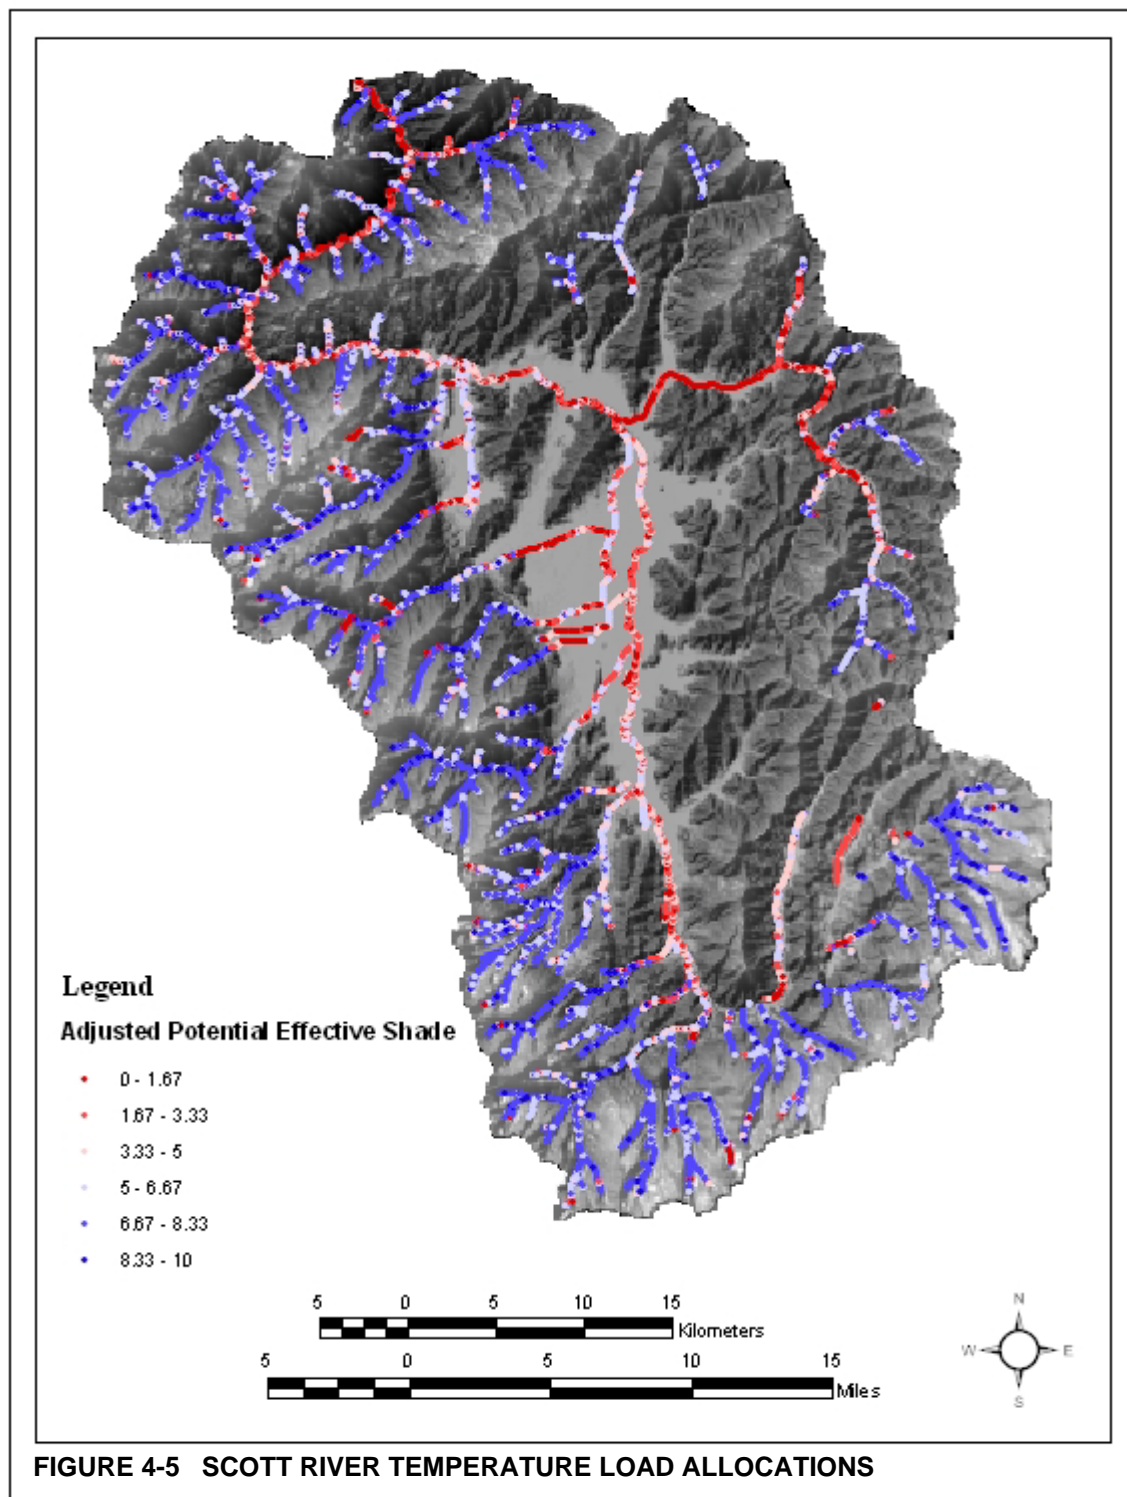 Legend
Adjusted Potential Effective Shade
0 - 1.67
1.67 - 3.33
3.33 - 5
5 - 6.67
6.67 - 8.33
8.33 - 10
5 0 5 10 15
Kilometers
5 0 5 10 15
Miles
N
W E
S
FIGURE 4-5 SCOTT RIVER TEMPERATURE LOAD ALLOCATIONS